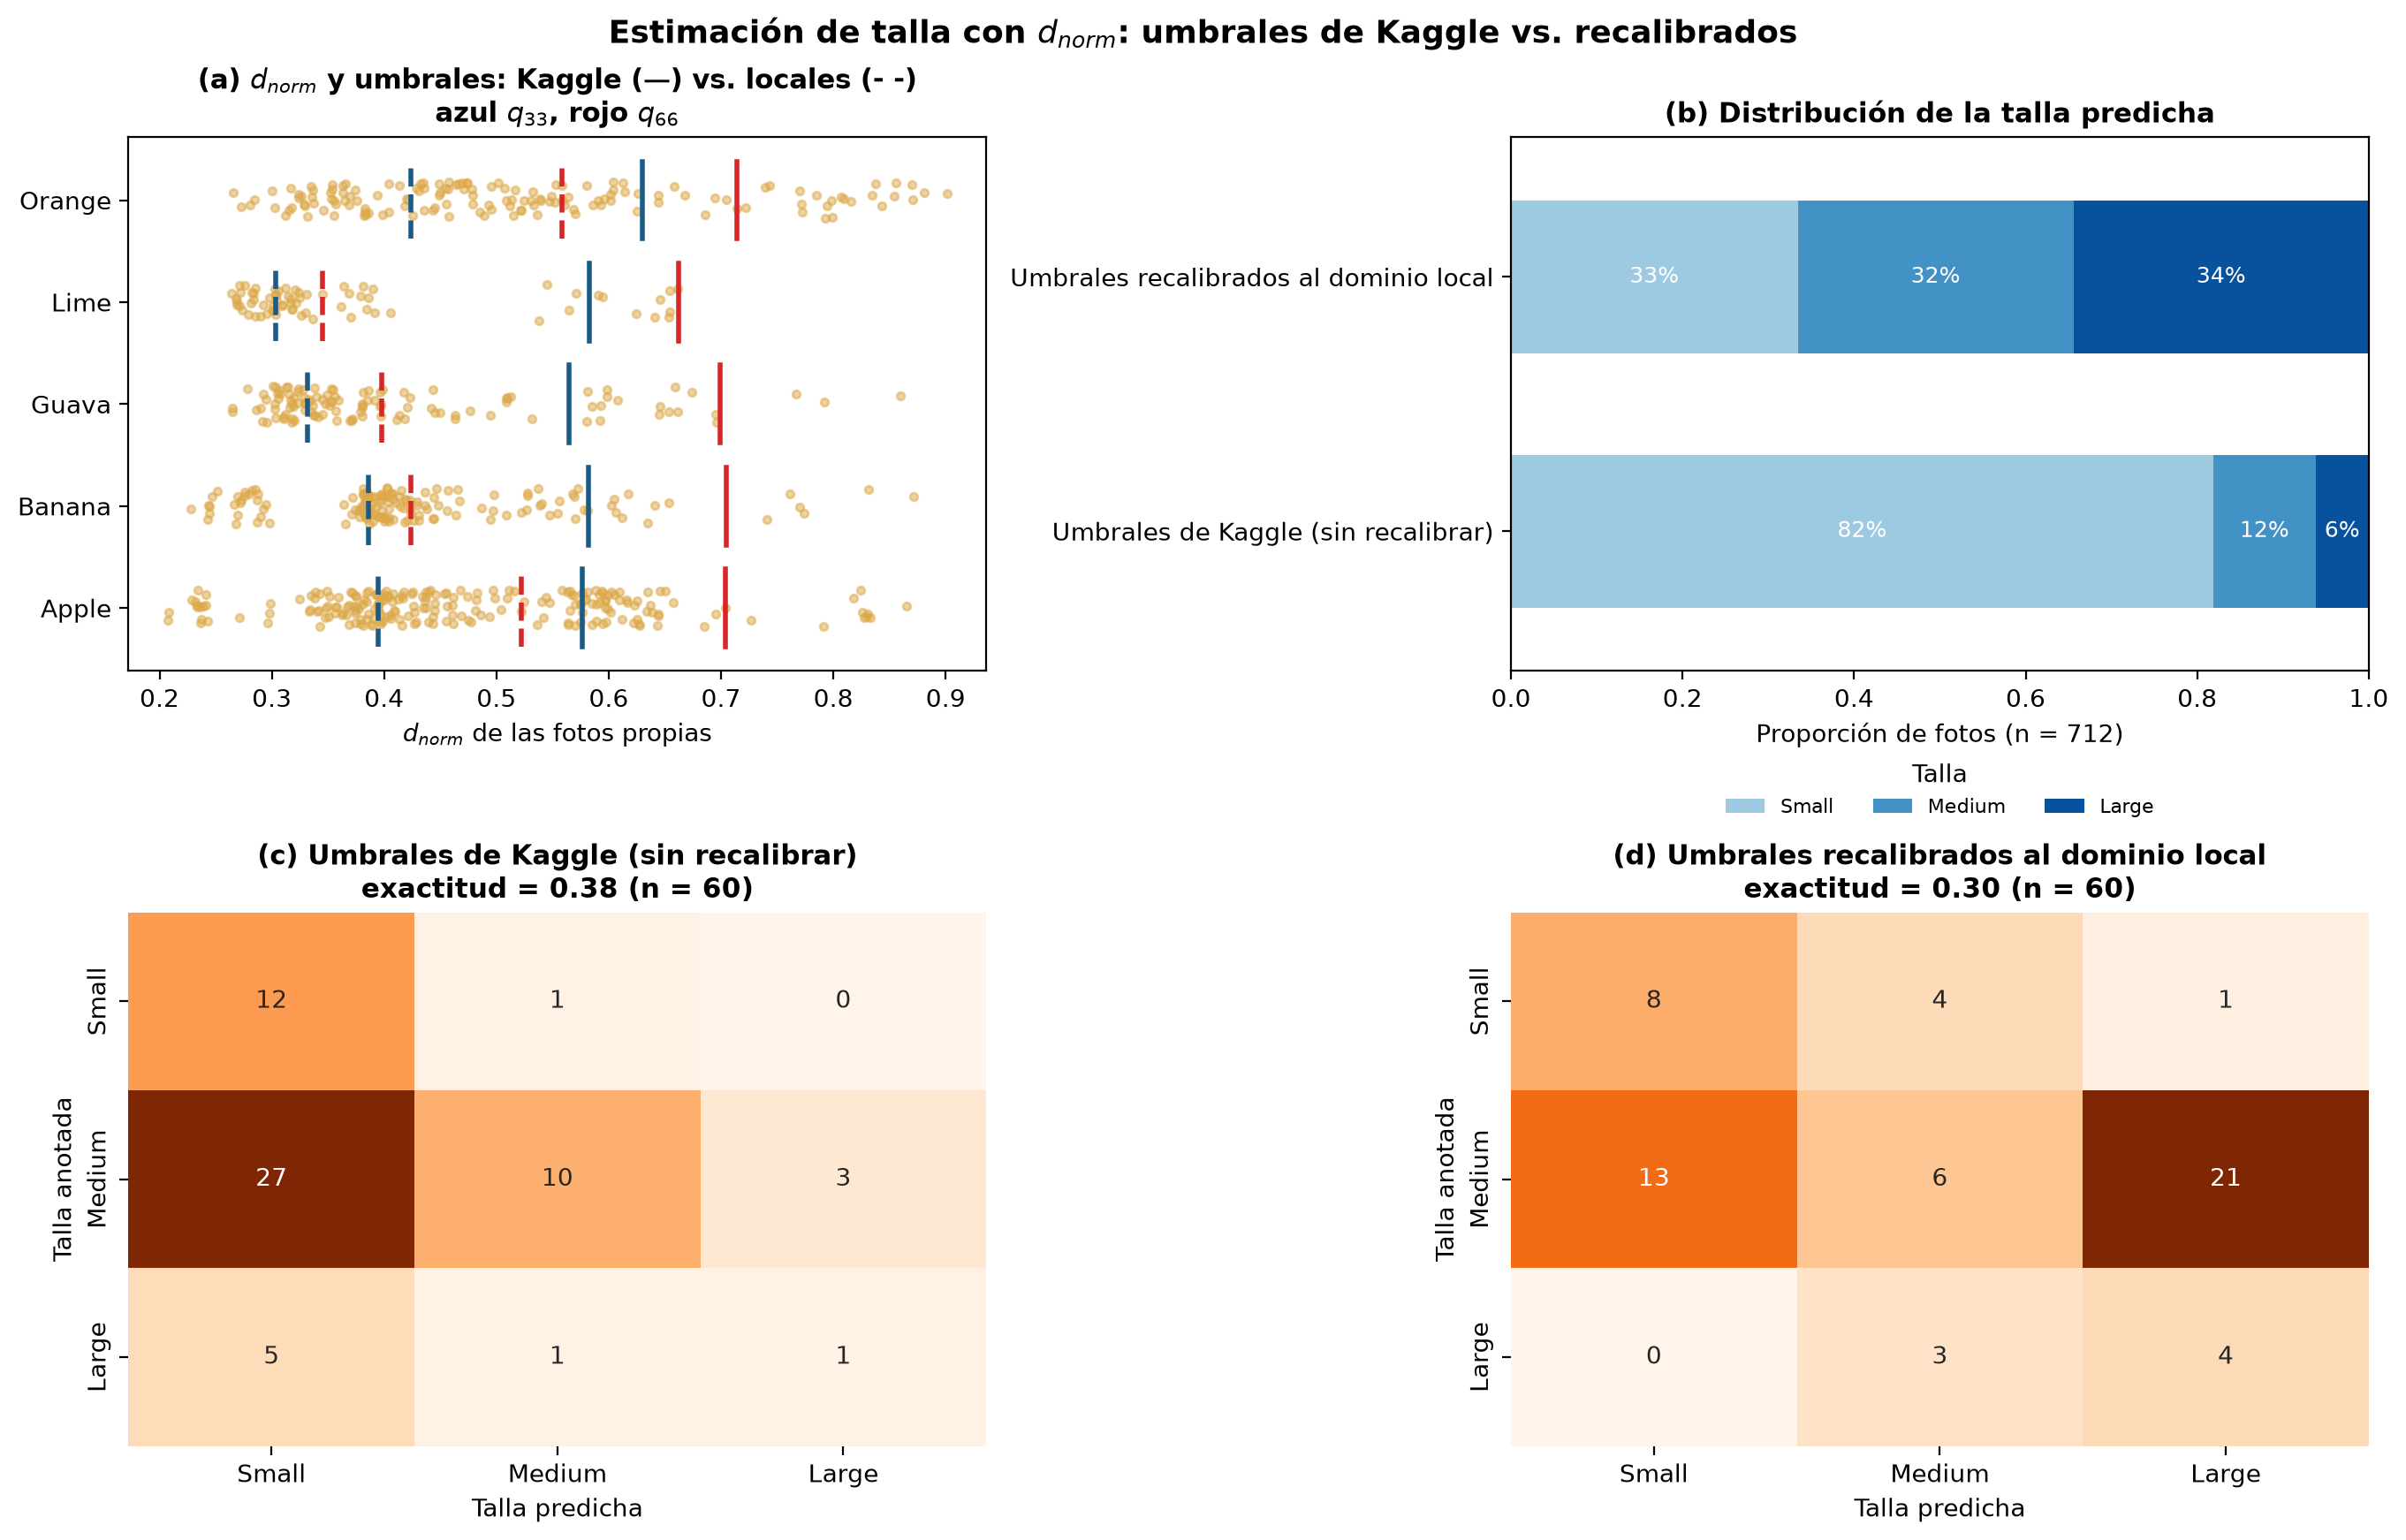 Estimación de talla con d_norm: umbrales de Kaggle vs. recalibrados
(a) d_norm y umbrales: Kaggle (—) vs. locales (- -)
azul q_33, rojo q_66
Orange
Lime
Guava
Banana
Apple
0.2 0.3 0.4 0.5 0.6 0.7 0.8 0.9
d_norm de las fotos propias
(b) Distribución de la talla predicha
Umbrales recalibrados al dominio local
33% 32% 34%
Umbrales de Kaggle (sin recalibrar)
82% 12% 6%
0.0 0.2 0.4 0.6 0.8 1.0
Proporción de fotos (n = 712)
Talla
Small Medium Large
(c) Umbrales de Kaggle (sin recalibrar)
exactitud = 0.38 (n = 60)
Talla anotada
Small
12 1 0
Medium
27 10 3
Large
5 1 1
Small Medium Large
Talla predicha
(d) Umbrales recalibrados al dominio local
exactitud = 0.30 (n = 60)
Talla anotada
Small
8 4 1
Medium
13 6 21
Large
0 3 4
Small Medium Large
Talla predicha